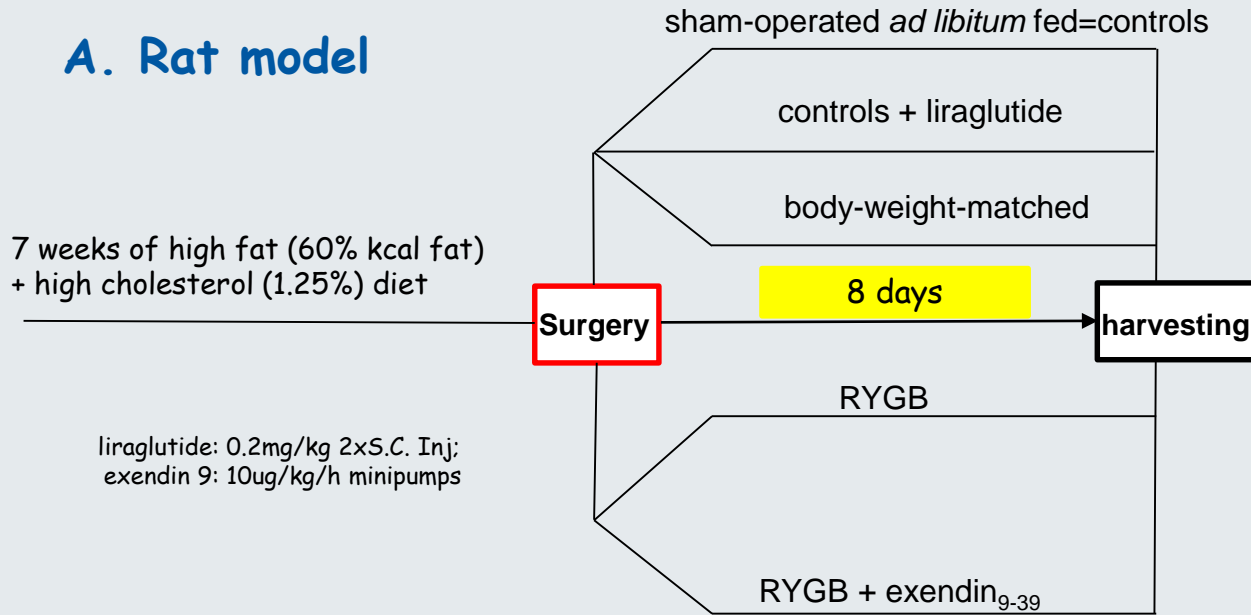 A. Rat model
sham-operated ad libitum fed=controls
controls + liraglutide
body-weight-matched
7 weeks of high fat (60% kcal fat)
+ high cholesterol (1.25%) diet
8 days
Surgery
harvesting
RYGB
liraglutide: 0.2mg/kg 2xS.C. Inj;
exendin 9: 10ug/kg/h minipumps
RYGB + exendin9-39